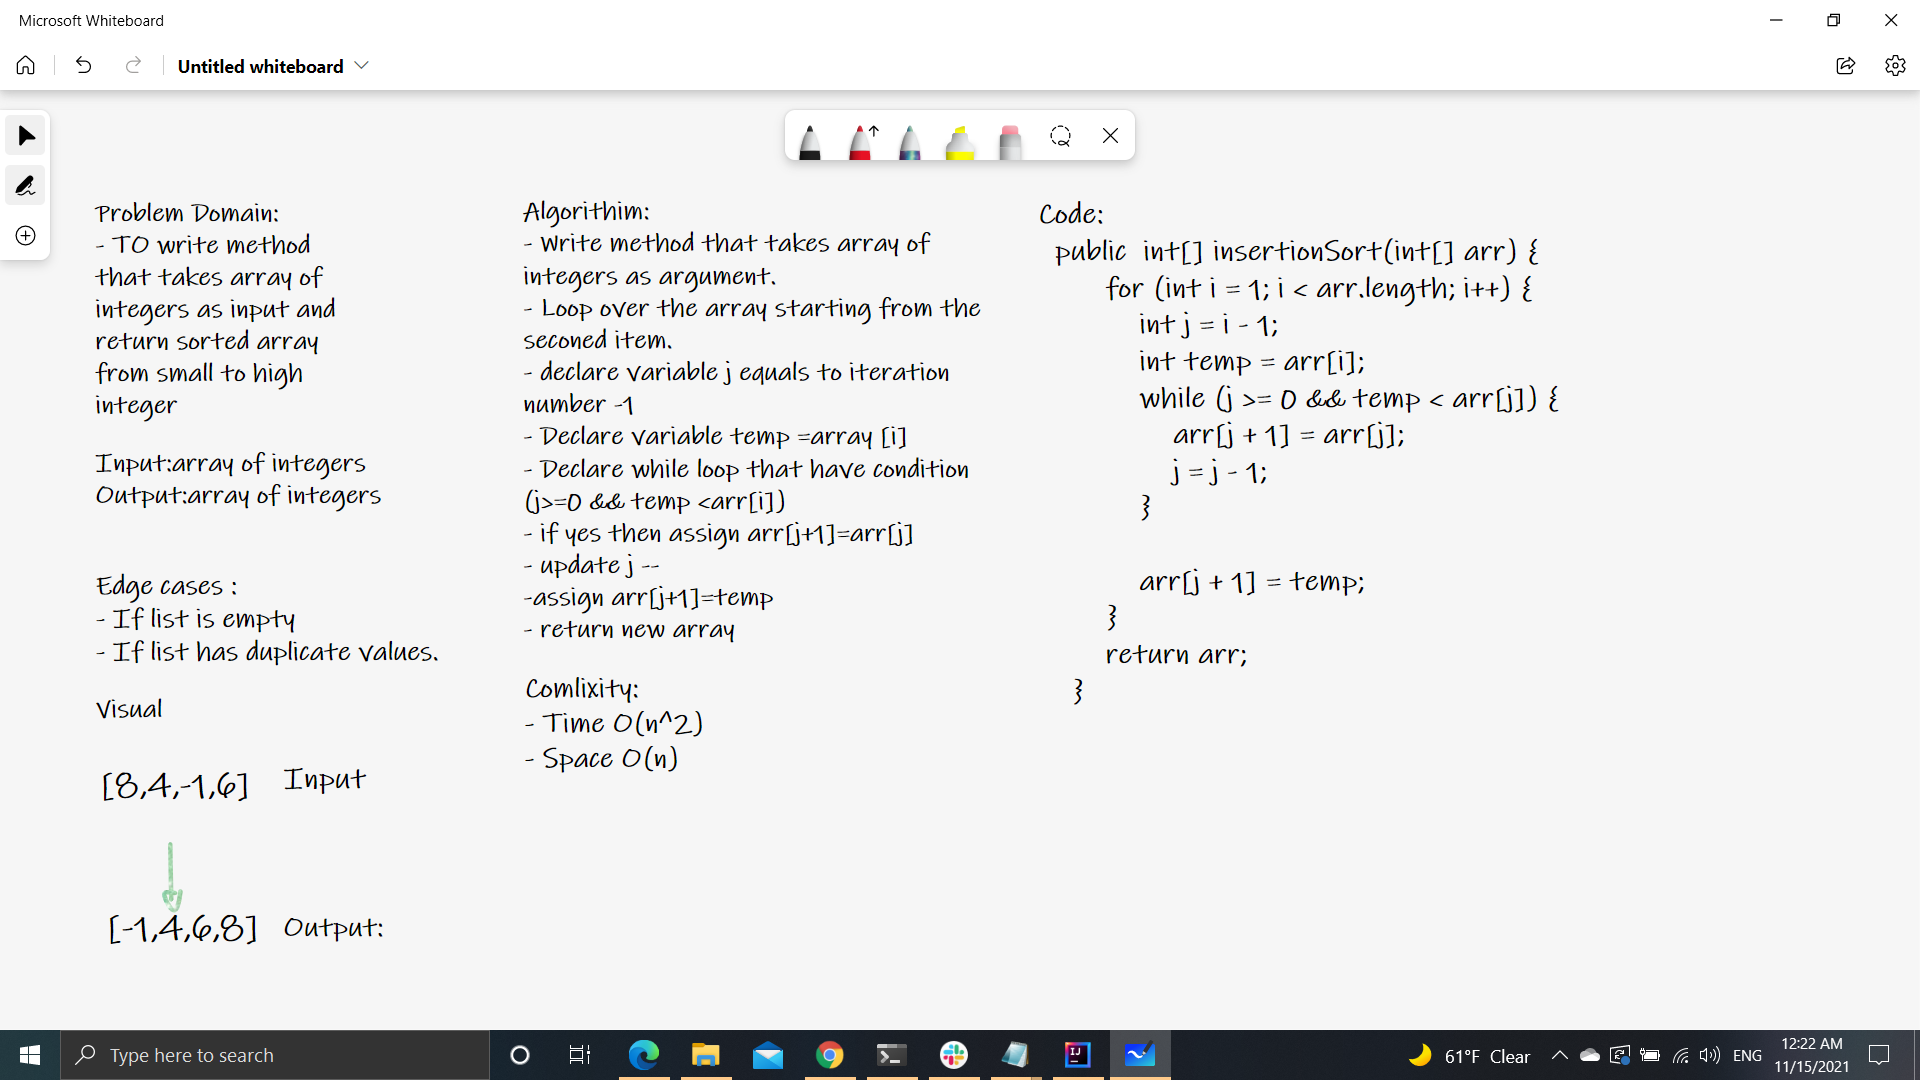 Microsoft Whiteboard
Untitled whiteboard
Problem Domain:
- TO write method
that takes array of
integers as input and
return sorted array
from small to high
integer
Input:array of integers
Output:array of integers
Edge cases :
- If list is empty
- If list has duplicate values.
Visual
[8,4,-1,6] Input
[-1,4,6,8] Output:
Algorithim:
- Write method that takes array of
integers as argument.
- Loop over the array starting from the
seconed item.
- declare variable j equals to iteration
number -1
- Declare variable temp =array [i]
- Declare while loop that have condition
(j>=0 && temp <arr[i])
- if yes then assign arr[j+1]=arr[j]
- update j --
-assign arr[j+1]=temp
- return new array
Comlixity:
- Time O(n^2)
- Space O(n)
Code:
public int[] insertionSort(int[] arr) {
for (int i = 1; i < arr.length; i++) {
int j = i - 1;
int temp = arr[i];
while (j >= 0 && temp < arr[j]) {
arr[j + 1] = arr[j];
j = j - 1;
}
arr[j + 1] = temp;
}
return arr;
}
Type here to search
IJ
61°F Clear
ENG
12:22 AM
11/15/2021